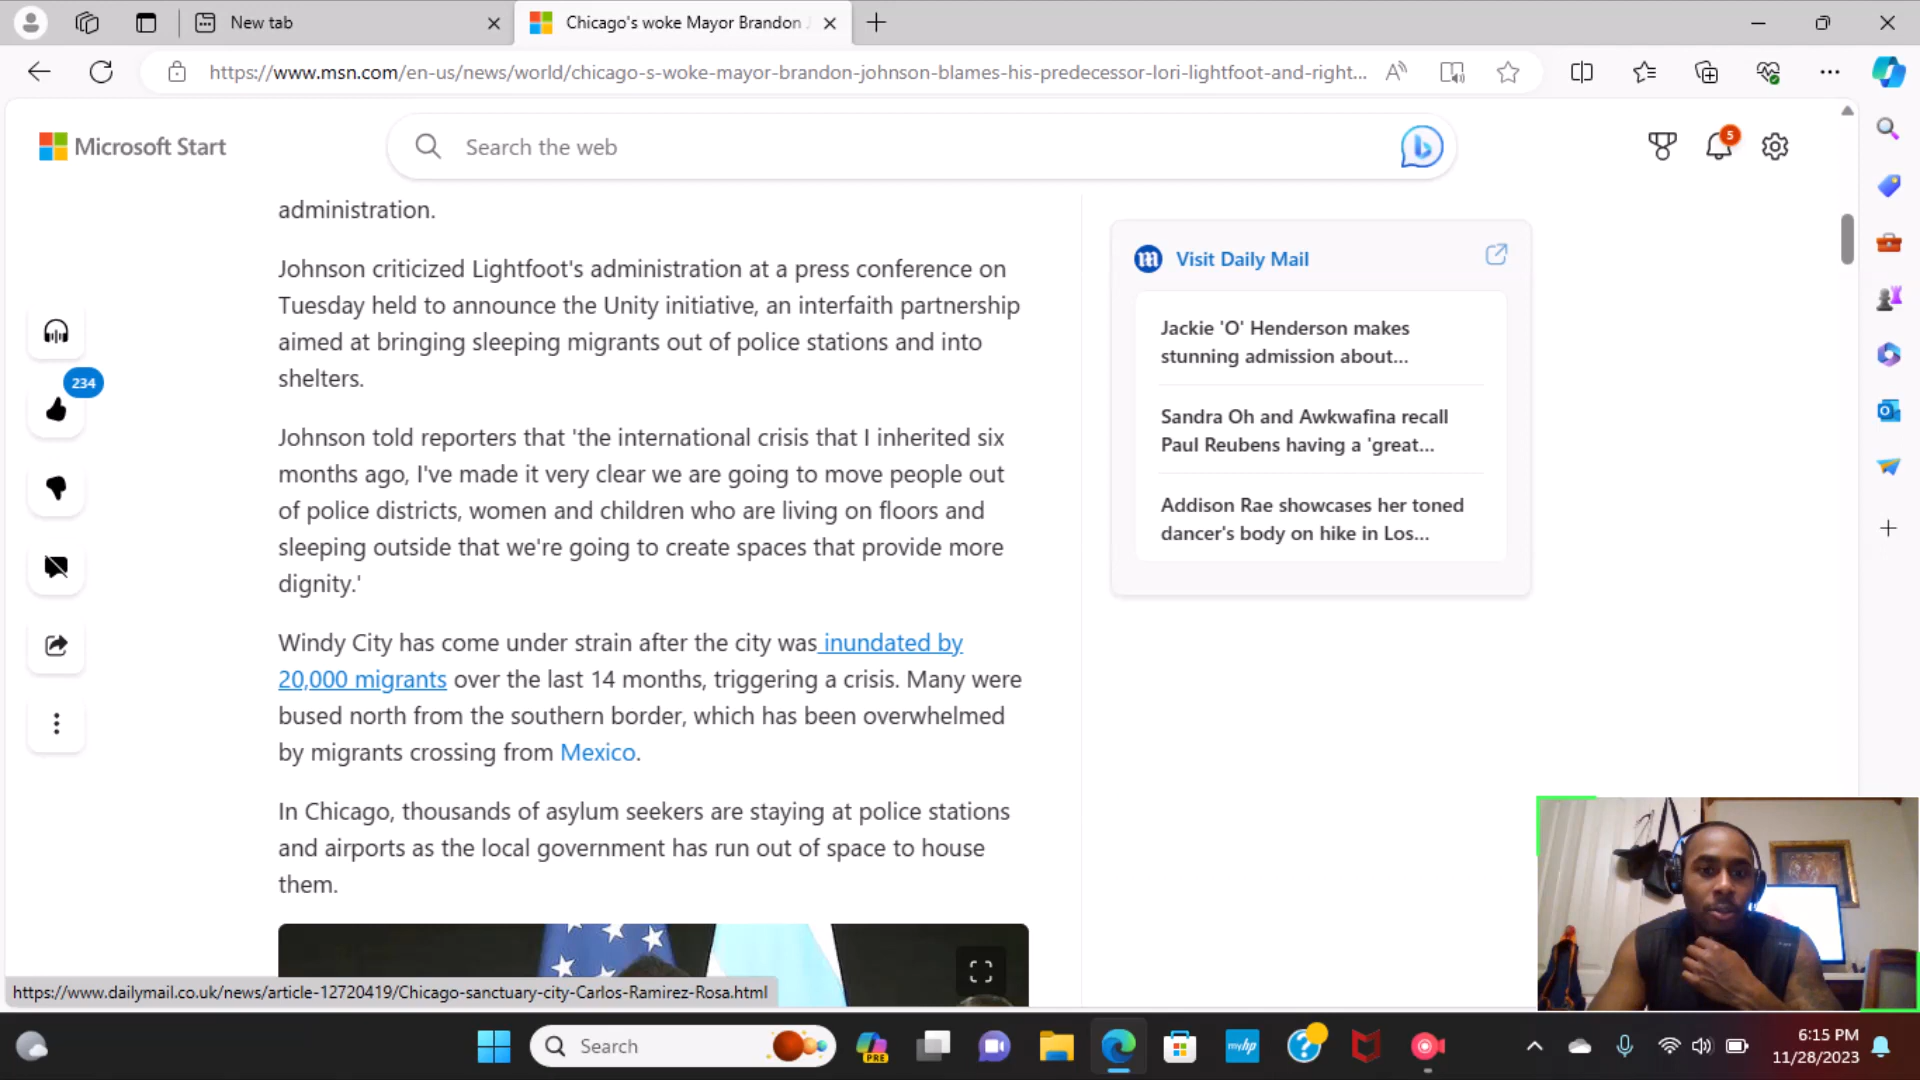 New tab
Chicago's woke Mayor Brandon
https://www.msn.com/en-us/news/world/chicago-s-woke-mayor-brandon-johnson-blames-his-predecessor-lori-lightfoot-and-right...
Microsoft Start
Search the web
5
administration.
Johnson criticized Lightfoot's administration at a press conference on
Tuesday held to announce the Unity initiative, an interfaith partnership
aimed at bringing sleeping migrants out of police stations and into
shelters.
234
Johnson told reporters that 'the international crisis that I inherited six
months ago, I've made it very clear we are going to move people out
of police districts, women and children who are living on floors and
sleeping outside that we're going to create spaces that provide more
dignity.'
Windy City has come under strain after the city was inundated by
20,000 migrants over the last 14 months, triggering a crisis. Many were
bused north from the southern border, which has been overwhelmed
by migrants crossing from Mexico.
In Chicago, thousands of asylum seekers are staying at police stations
and airports as the local government has run out of space to house
them.
Visit Daily Mail
Jackie 'O' Henderson makes
stunning admission about...
Sandra Oh and Awkwafina recall
Paul Reubens having a 'great...
Addison Rae showcases her toned
dancer's body on hike in Los...
https://www.dailymail.co.uk/news/article-12720419/Chicago-sanctuary-city-Carlos-Ramirez-Rosa.html
Search
PRE
myhp
6:15 PM
11/28/2023